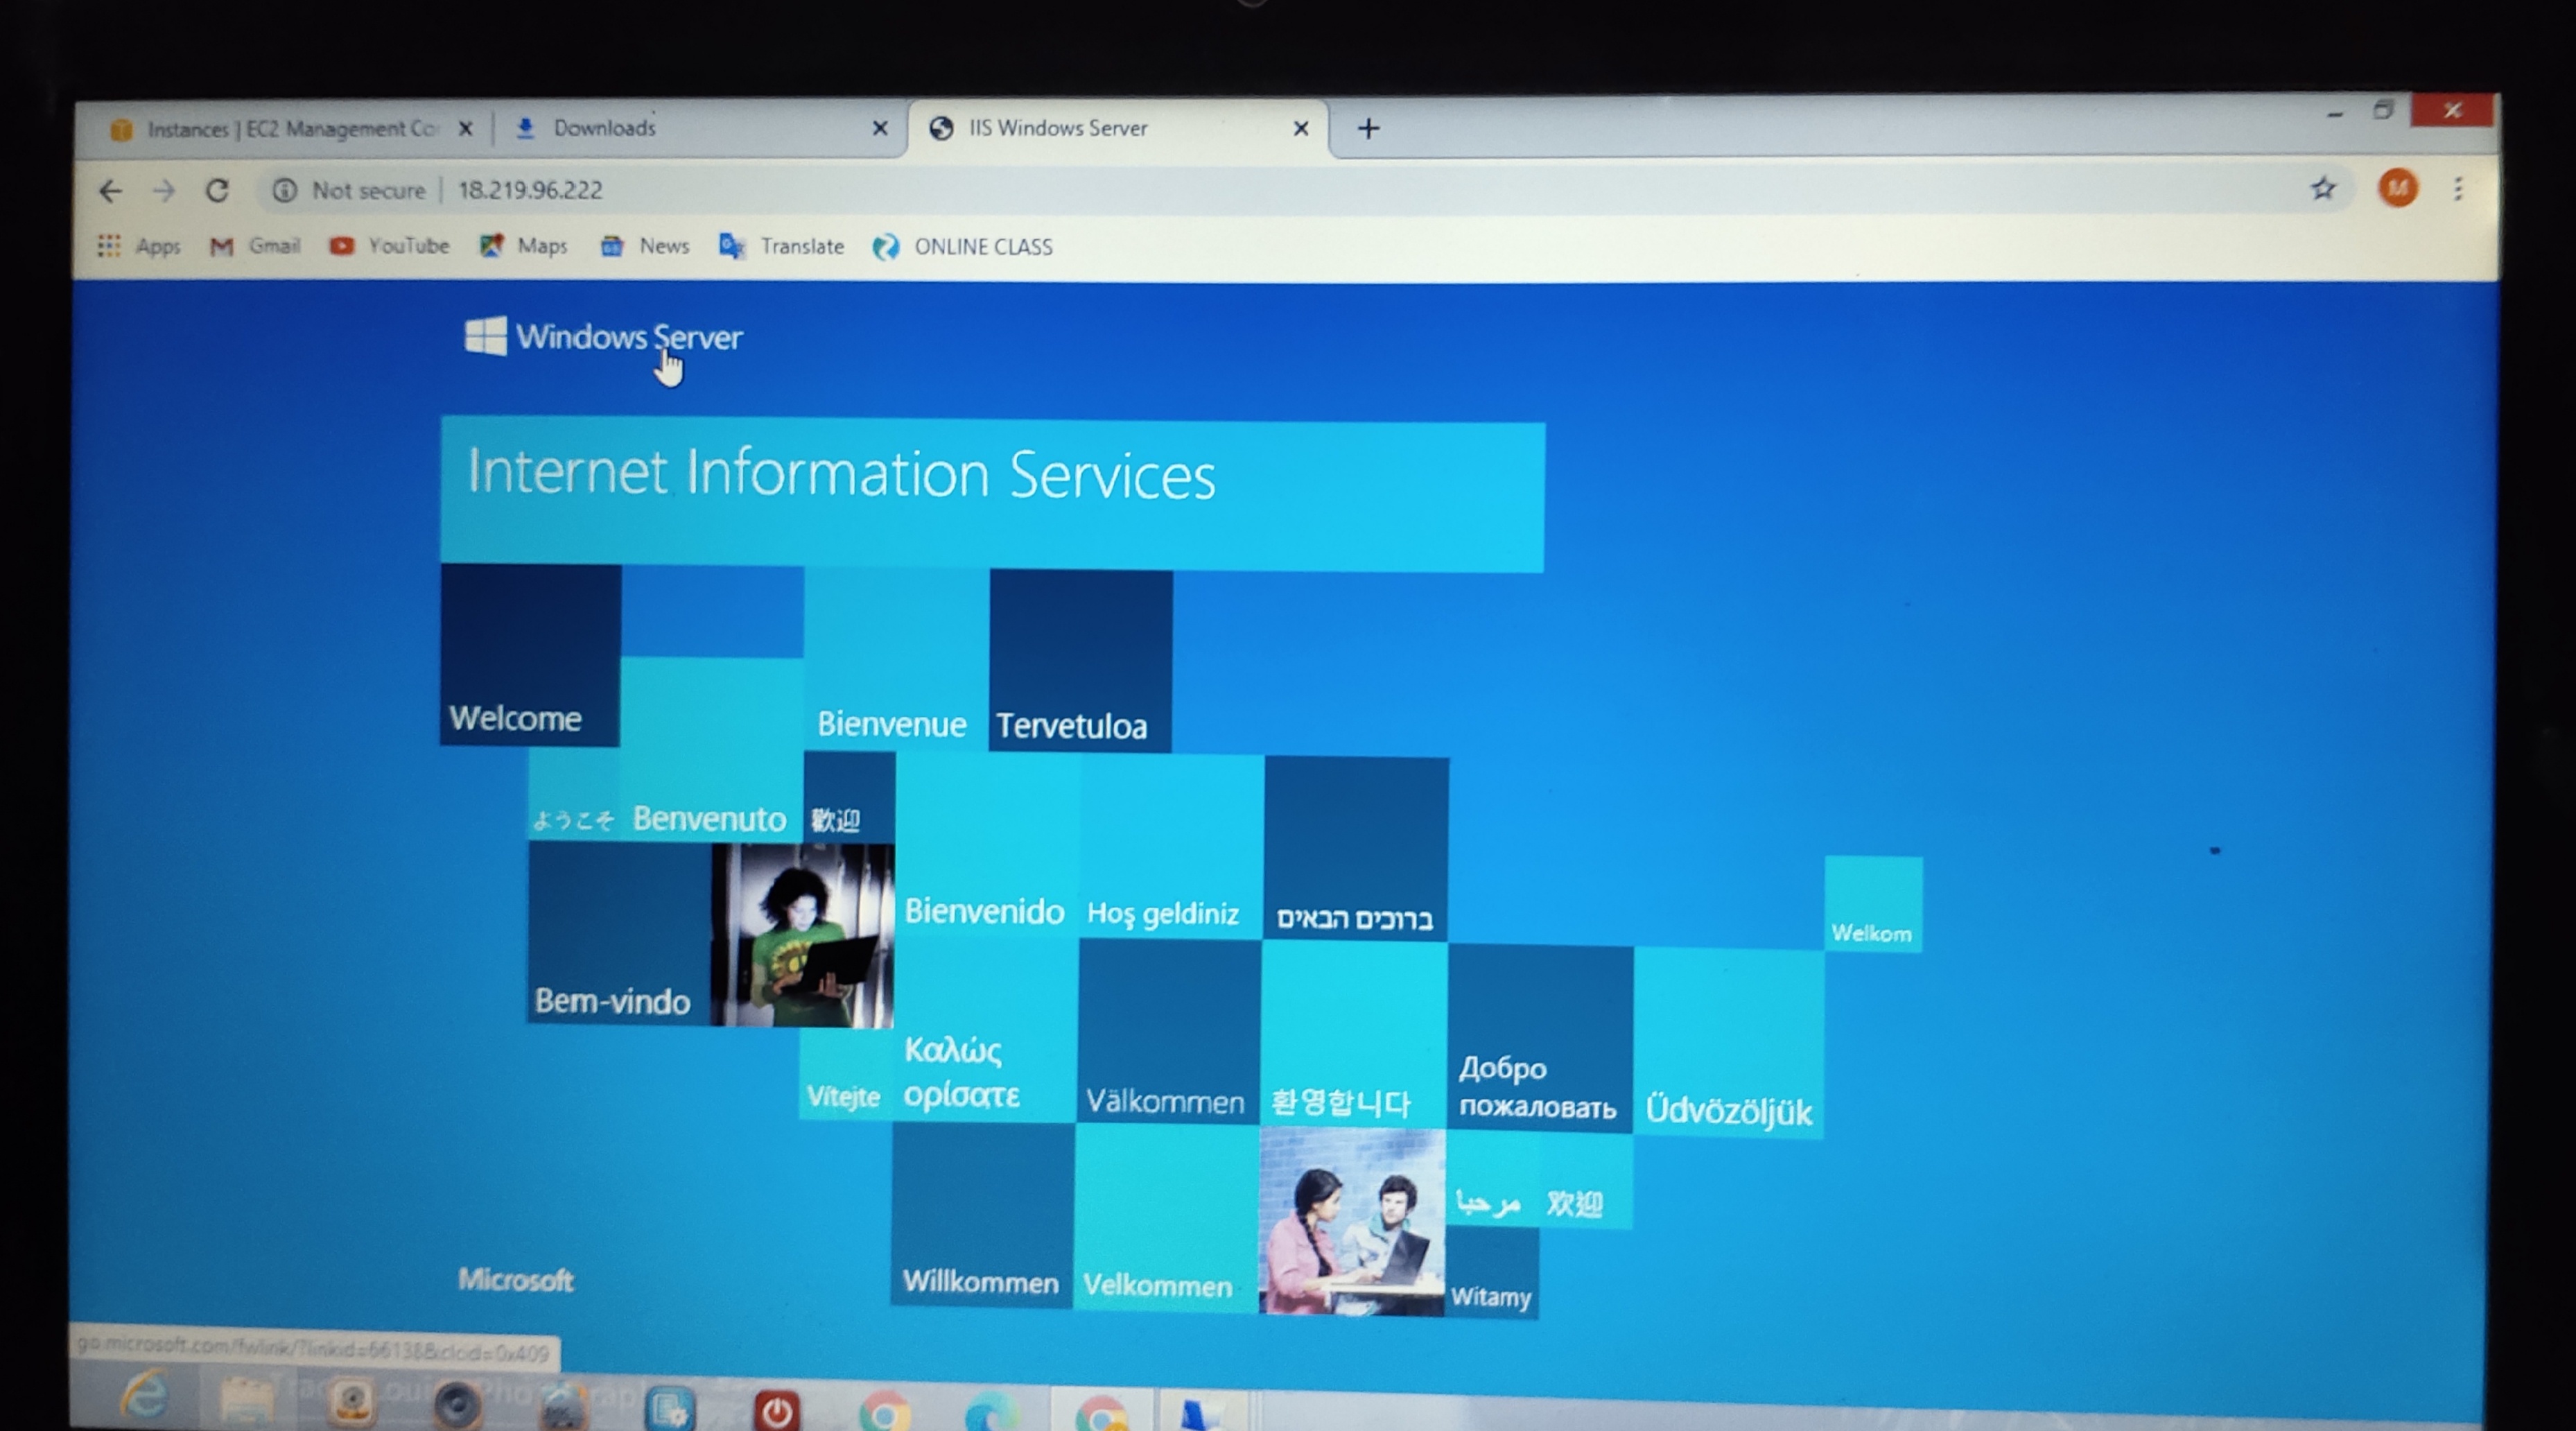 Instances | EC2 Management Co
Downloads
IIS Windows Server
Not secure
18.219.96.222
Apps
Gmail
YouTube
Maps
News
Translate
ONLINE CLASS
M
Windows Server
Internet Information Services
Welcome
Bienvenue
Tervetuloa
ようこそ
Benvenuto
歡迎
Bienvenido
Hoş geldiniz
ברוכים הבאים
Welkom
Bem-vindo
Vítejte
Καλώς
ορίσατε
Välkommen
환영합니다
Добро
пожаловать
Üdvözöljük
مرحبا
欢迎
Willkommen
Velkommen
Witamy
Microsoft
go.microsoft.com/fwlink/?linkid=66138&clcid=0x409